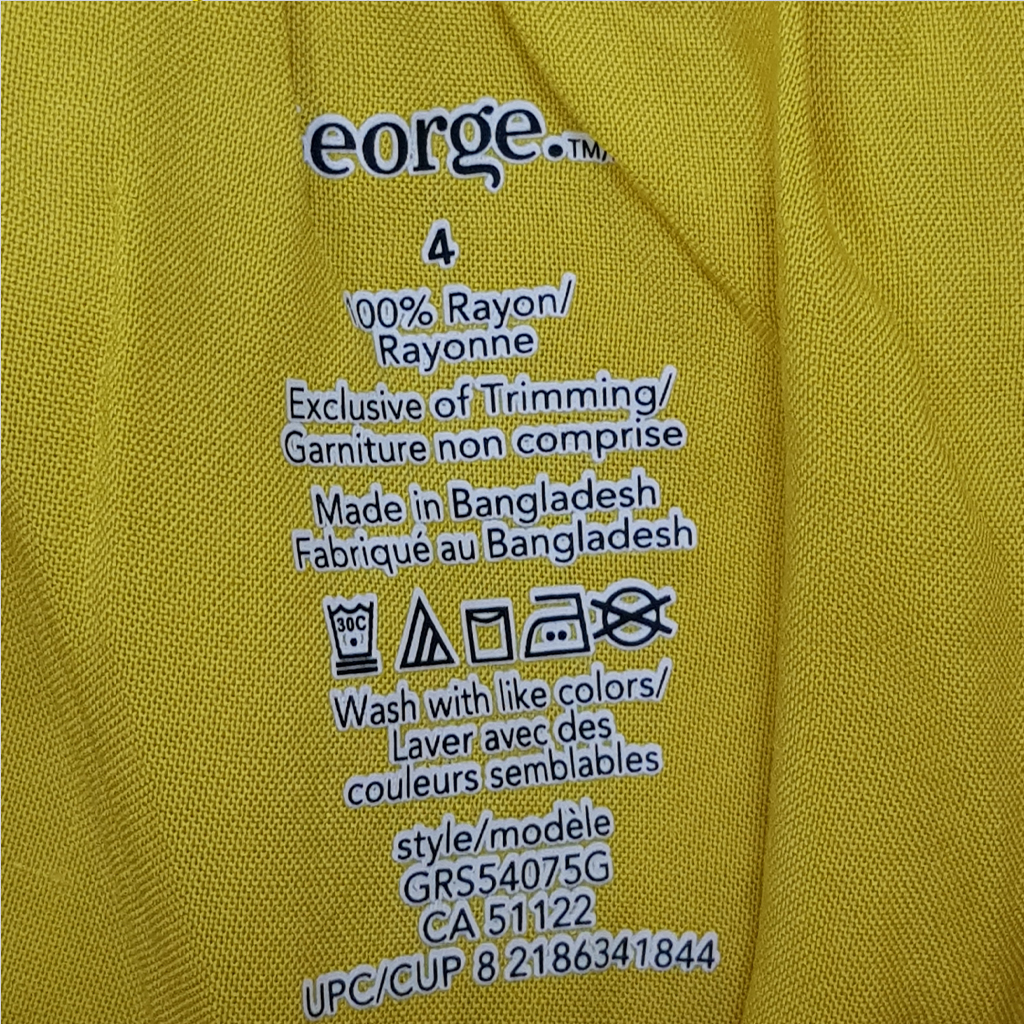 eorge.™
4
100% Rayon/
Rayonne
Exclusive of Trimming/
Garniture non comprise
Made in Bangladesh
Fabriqué au Bangladesh
30C
Wash with like colors/
Laver avec des
couleurs semblables
style/modèle
GRS54075G
CA 51122
UPC/CUP 8 2186341844